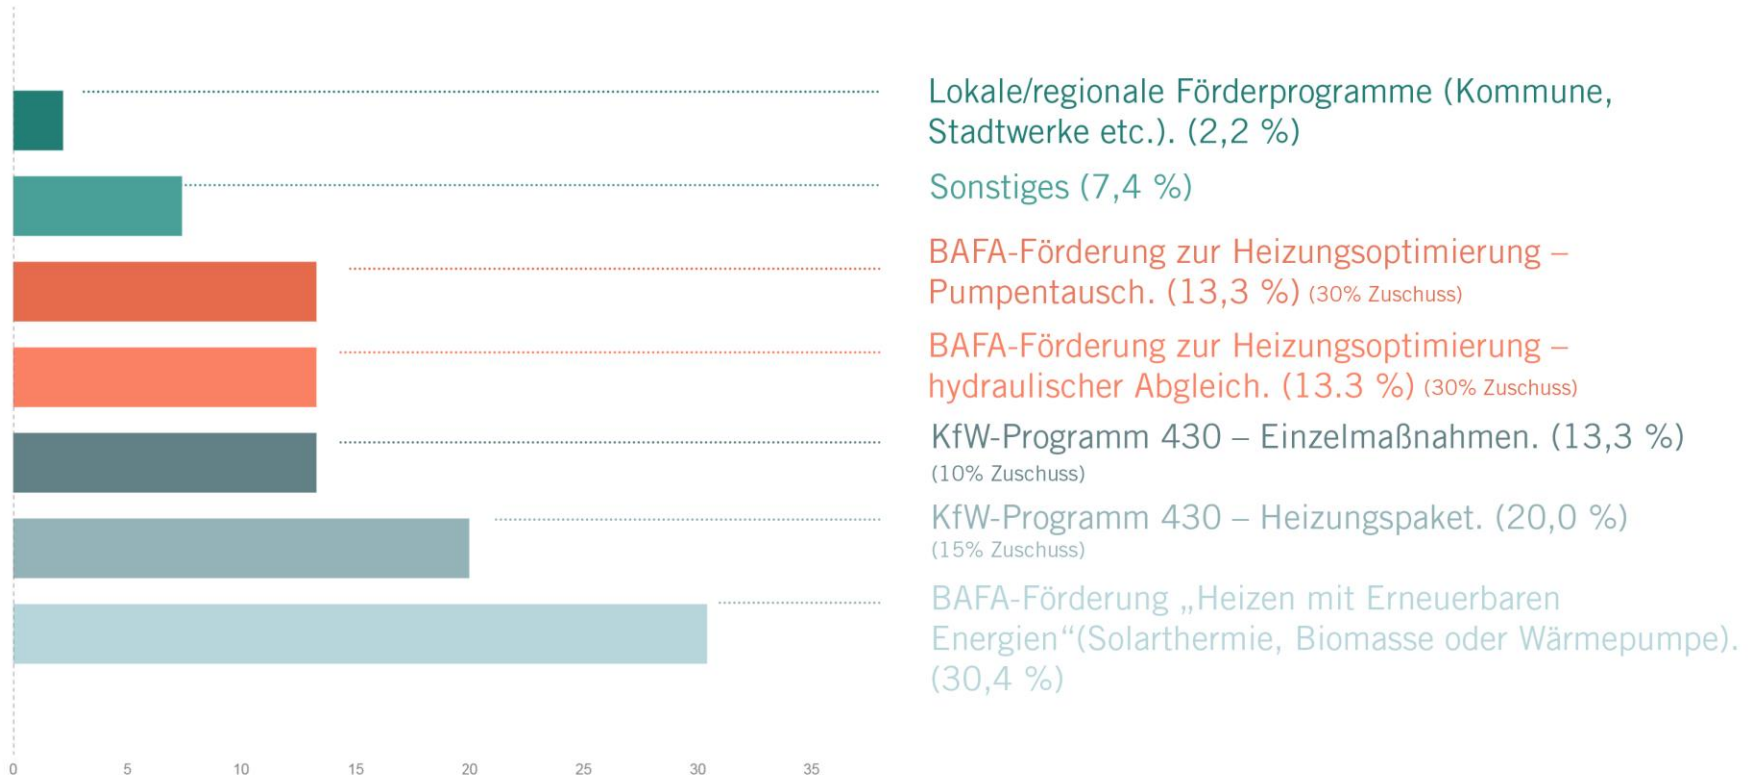 Lokale/regionale Förderprogramme (Kommune,
Stadtwerke etc.). (2,2 %)
Sonstiges (7,4 %)
BAFA-Förderung zur Heizungsoptimierung –
Pumpentausch. (13,3 %) (30% Zuschuss)
BAFA-Förderung zur Heizungsoptimierung –
hydraulischer Abgleich. (13.3 %) (30% Zuschuss)
KfW-Programm 430 – Einzelmaßnahmen. (13,3 %)
(10% Zuschuss)
KfW-Programm 430 – Heizungspaket. (20,0 %)
(15% Zuschuss)
BAFA-Förderung „Heizen mit Erneuerbaren
Energien“(Solarthermie, Biomasse oder Wärmepumpe).
(30,4 %)
0 5 10 15 20 25 30 35